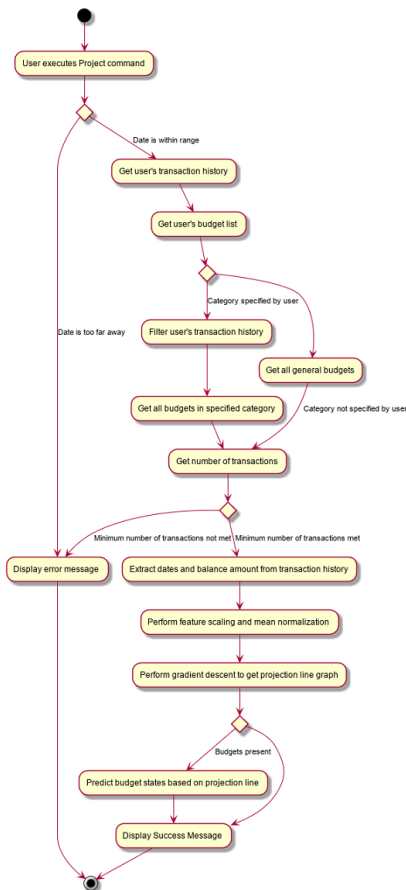 User executes Project command
Date is within range
Get user's transaction history
Get user's budget list
Category specified by user
Date is too far away
Filter user's transaction history
Get all general budgets
Get all budgets in specified category
Category not specified by user
Get number of transactions
Minimum number of transactions not met
Minimum number of transactions met
Display error message
Extract dates and balance amount from transaction history
Perform feature scaling and mean normalization
Perform gradient descent to get projection line graph
Budgets present
Predict budget states based on projection line
Display Success Message